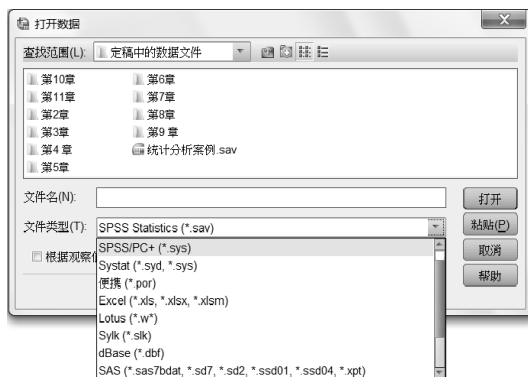 打开数据
查找范围(L): 定稿中的数据文件
第10章 第6章
第11章 第7章
第2章 第8章
第3章 第9 章
第4 章 统计分析案例.sav
第5章
文件名(N): 打开
文件类型(T): SPSS Statistics (*.sav) 粘贴(P)
SPSS/PC+ (*.sys) 取消
根据观察 Systat (*.syd, *.sys)
便携 (*.por) 帮助
Excel (*.xls, *.xlsx, *.xlsm)
Lotus (*.w*)
Sylk (*.slk)
dBase (*.dbf)
SAS (*.sas7bdat, *.sd7, *.sd2, *.ssd01, *.ssd04, *.xpt)